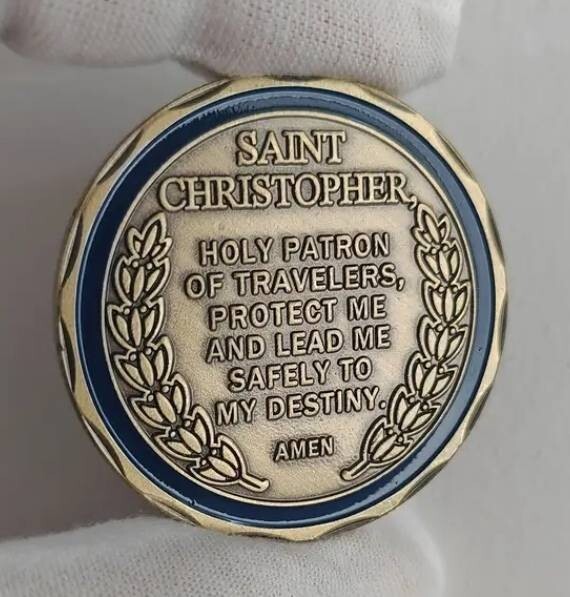 SAINT
CHRISTOPHER,
HOLY PATRON
OF TRAVELERS,
PROTECT ME
AND LEAD ME
SAFELY TO
MY DESTINY.
AMEN